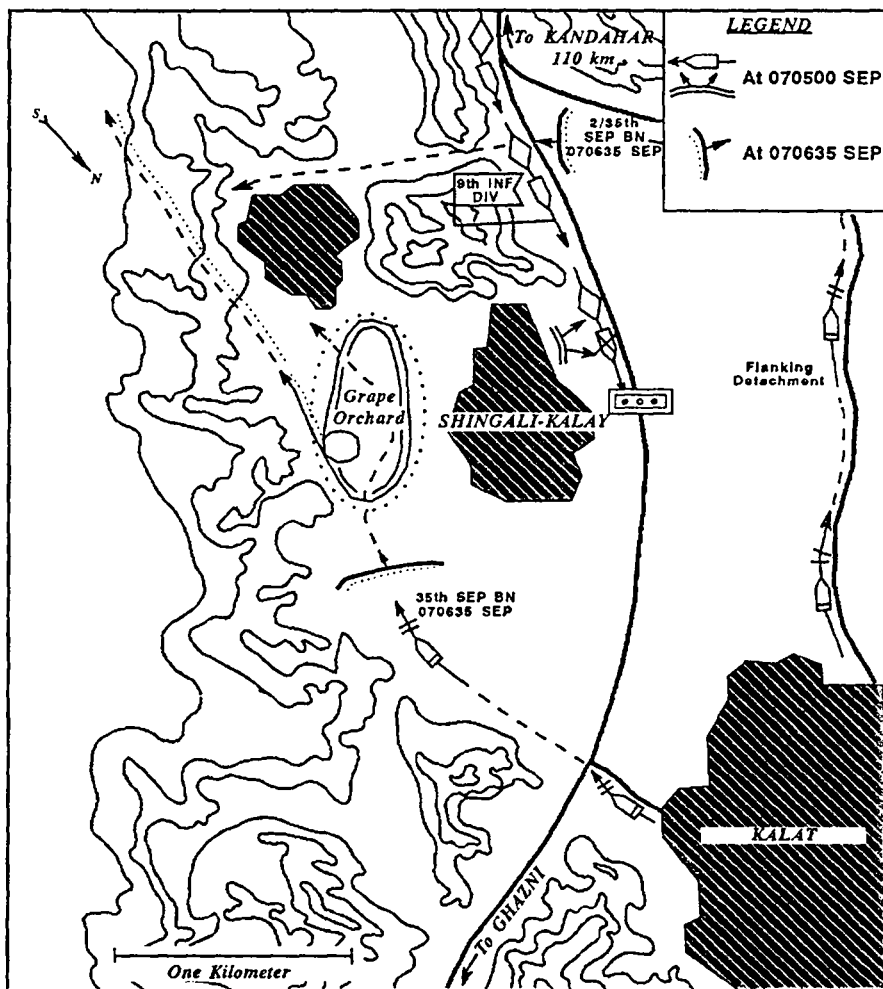 To KANDAHAR
110 km
LEGEND
At 070500 SEP
At 070635 SEP
2/35th
SEP BN
070635 SEP
S
N
9th INF
DIV
Flanking
Detachment
Grape
Orchard
SHINGALI-KALAY
35th SEP BN
070635 SEP
KALAT
To GHAZNI
One Kilometer